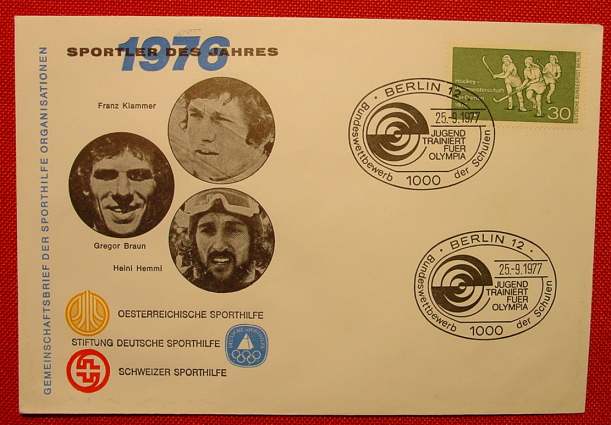 GEMEINSCHAFTSBRIEF DER SPORTHILFE ORGANISATIONEN
1976
SPORTLER DES JAHRES
Franz Klammer
Gregor Braun
Heini Hemmi
OESTERREICHISCHE SPORTHILFE
STIFTUNG DEUTSCHE SPORTHILFE
SCHWEIZER SPORTHILFE
30
BERLIN 12
25.-9.1977
JUGEND
TRAINIERT
FUER
OLYMPIA
Bundeswettbewerb der Schulen
1000
BERLIN 12
25.-9.1977
JUGEND
TRAINIERT
FUER
OLYMPIA
Bundeswettbewerb der Schulen
1000